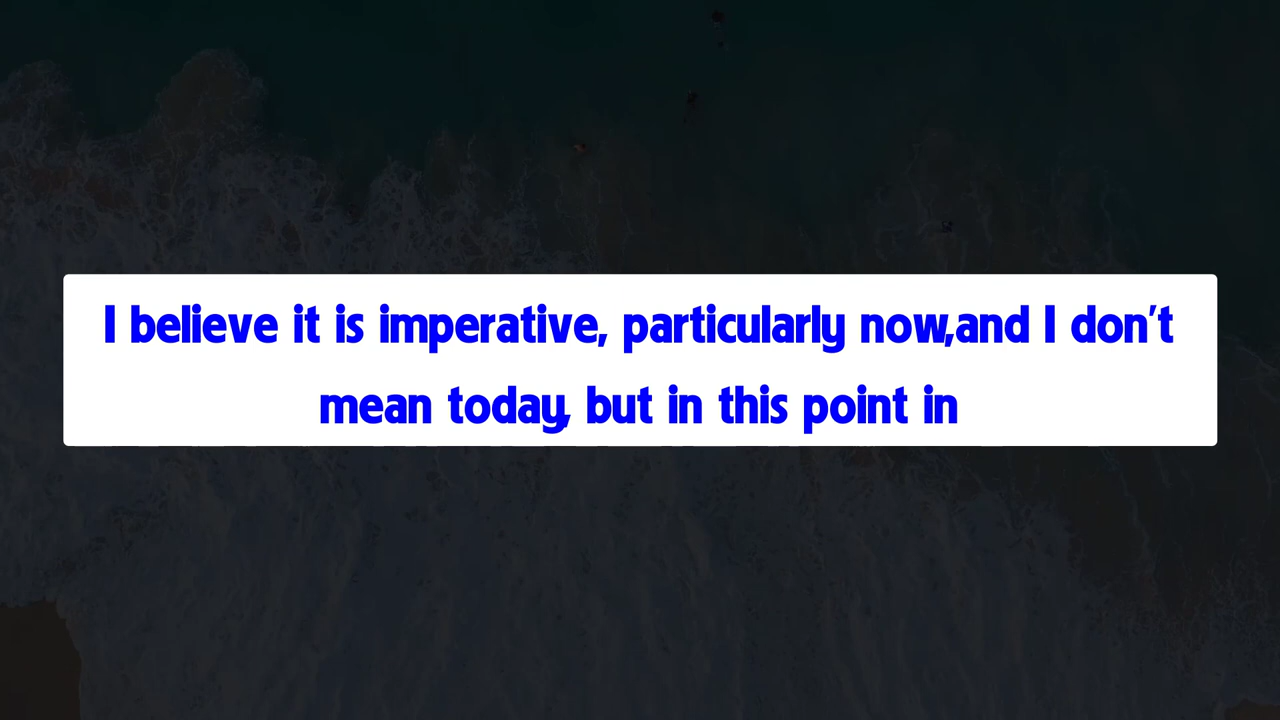 I believe it is imperative, particularly now,and I don't
mean today, but in this point in